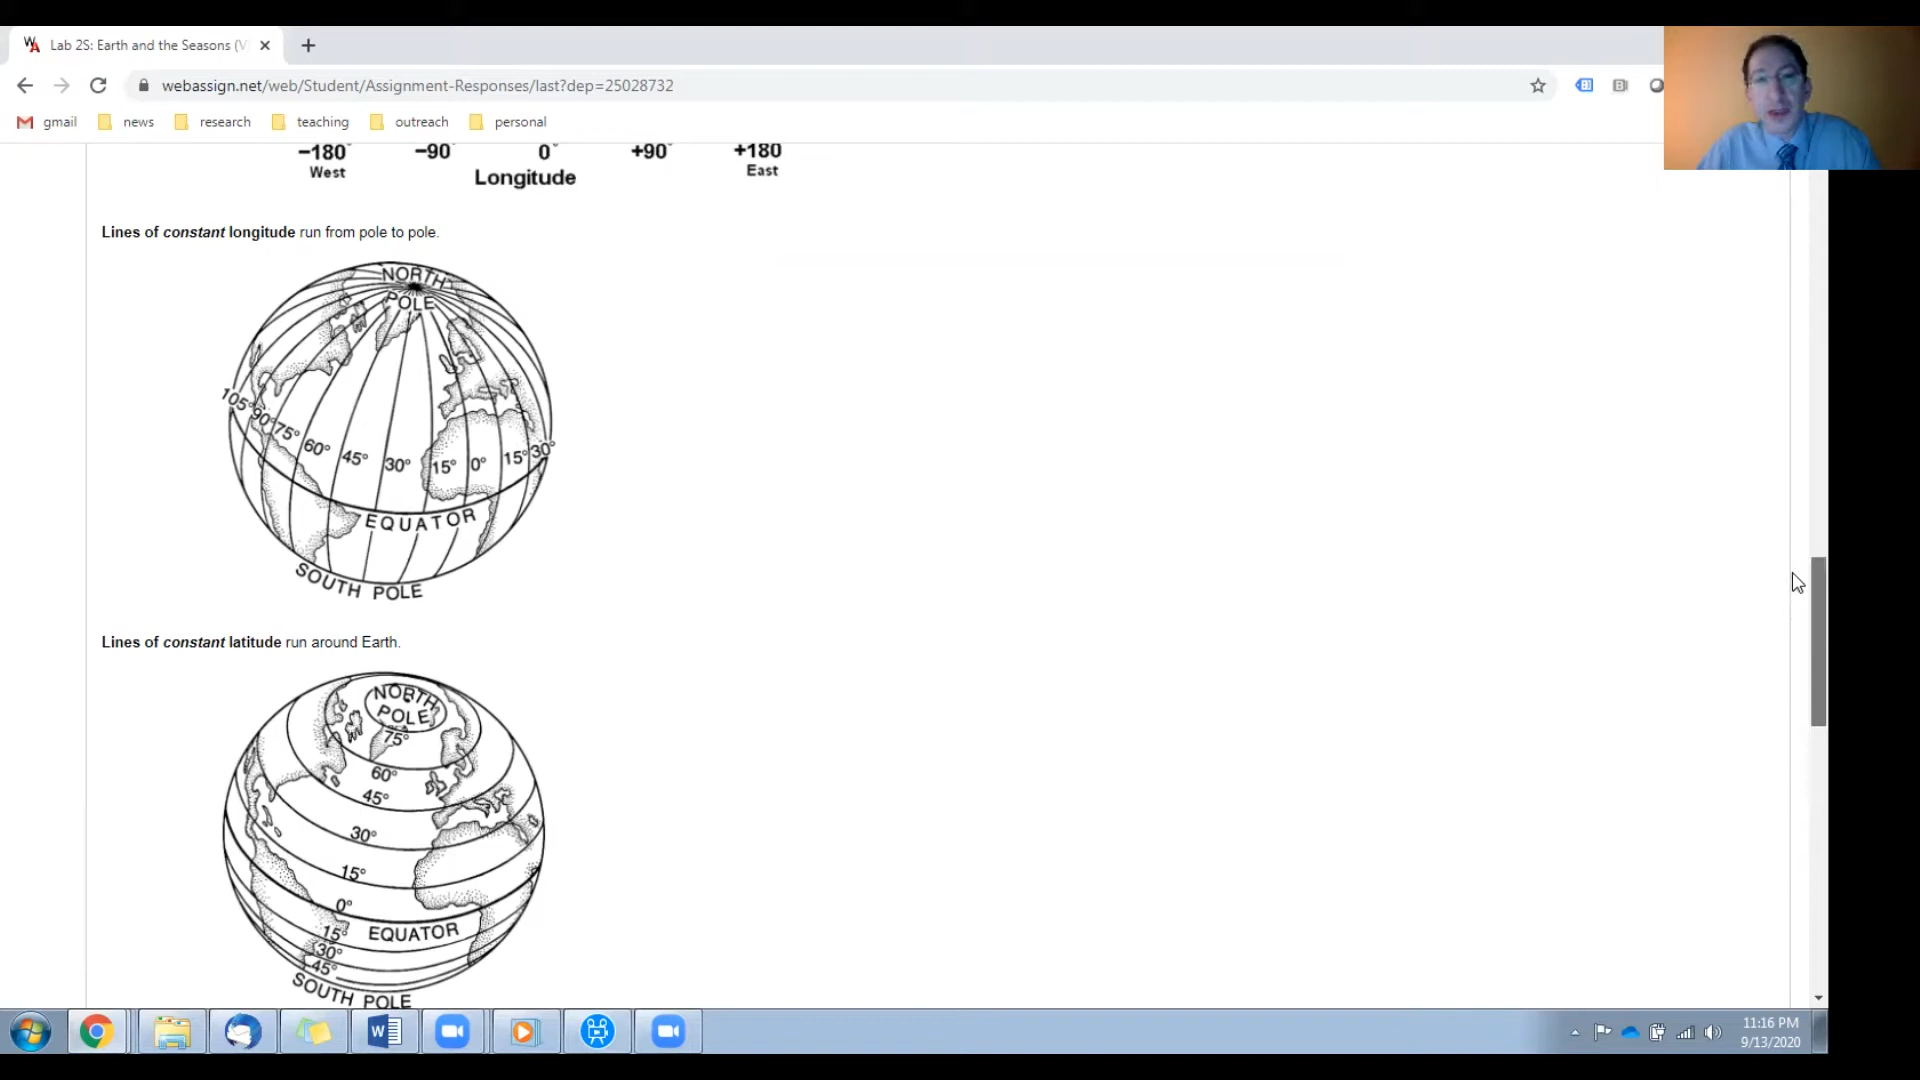 Lab 2S: Earth and the Seasons (V
webassign.net/web/Student/Assignment-Responses/last?dep=25028732
gmail news research teaching outreach personal
−180° −90° 0° +90° +180
West East
Longitude
Lines of constant longitude run from pole to pole.
NORTH
POLE
105° 90° 75° 60° 45° 30° 15° 0° 15° 30°
EQUATOR
SOUTH POLE
Lines of constant latitude run around Earth.
NORTH
POLE
75°
60°
45°
30°
15°
0°
EQUATOR
15°
30°
45°
SOUTH POLE
11:16 PM
9/13/2020